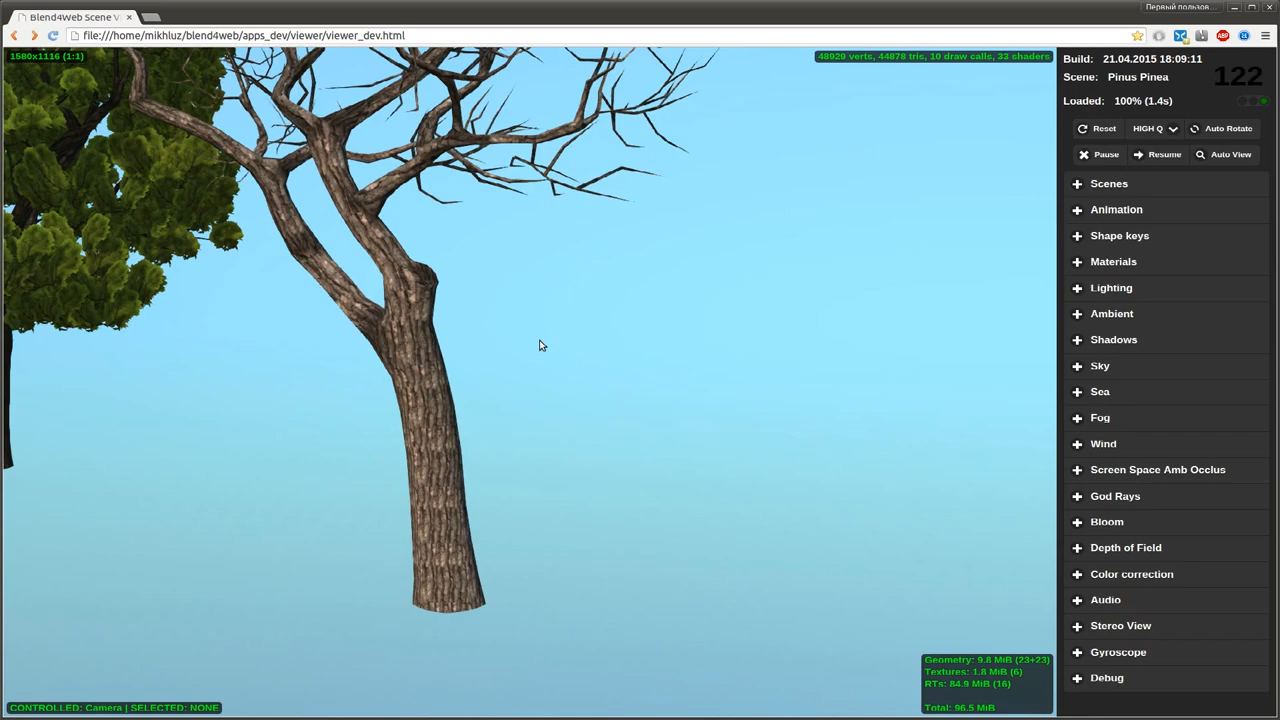 Blend4Web Scene V
Первый пользов...
file:///home/mikhluz/blend4web/apps_dev/viewer/viewer_dev.html
ABP
1580x1116 (1:1)
48929 verts, 44878 tris, 10 draw calls, 33 shaders
Build: 21.04.2015 18:09:11
Scene: Pinus Pinea
122
Loaded: 100% (1.4s)
Reset HIGH Q Auto Rotate
Pause Resume Auto View
Scenes
Animation
Shape keys
Materials
Lighting
Ambient
Shadows
Sky
Sea
Fog
Wind
Screen Space Amb Occlus
God Rays
Bloom
Depth of Field
Color correction
Audio
Stereo View
Gyroscope
Debug
Geometry: 9.8 MiB (23+23)
Textures: 1.8 MiB (6)
RTs: 84.9 MiB (16)
Total: 96.5 MiB
CONTROLLED: Camera | SELECTED: NONE